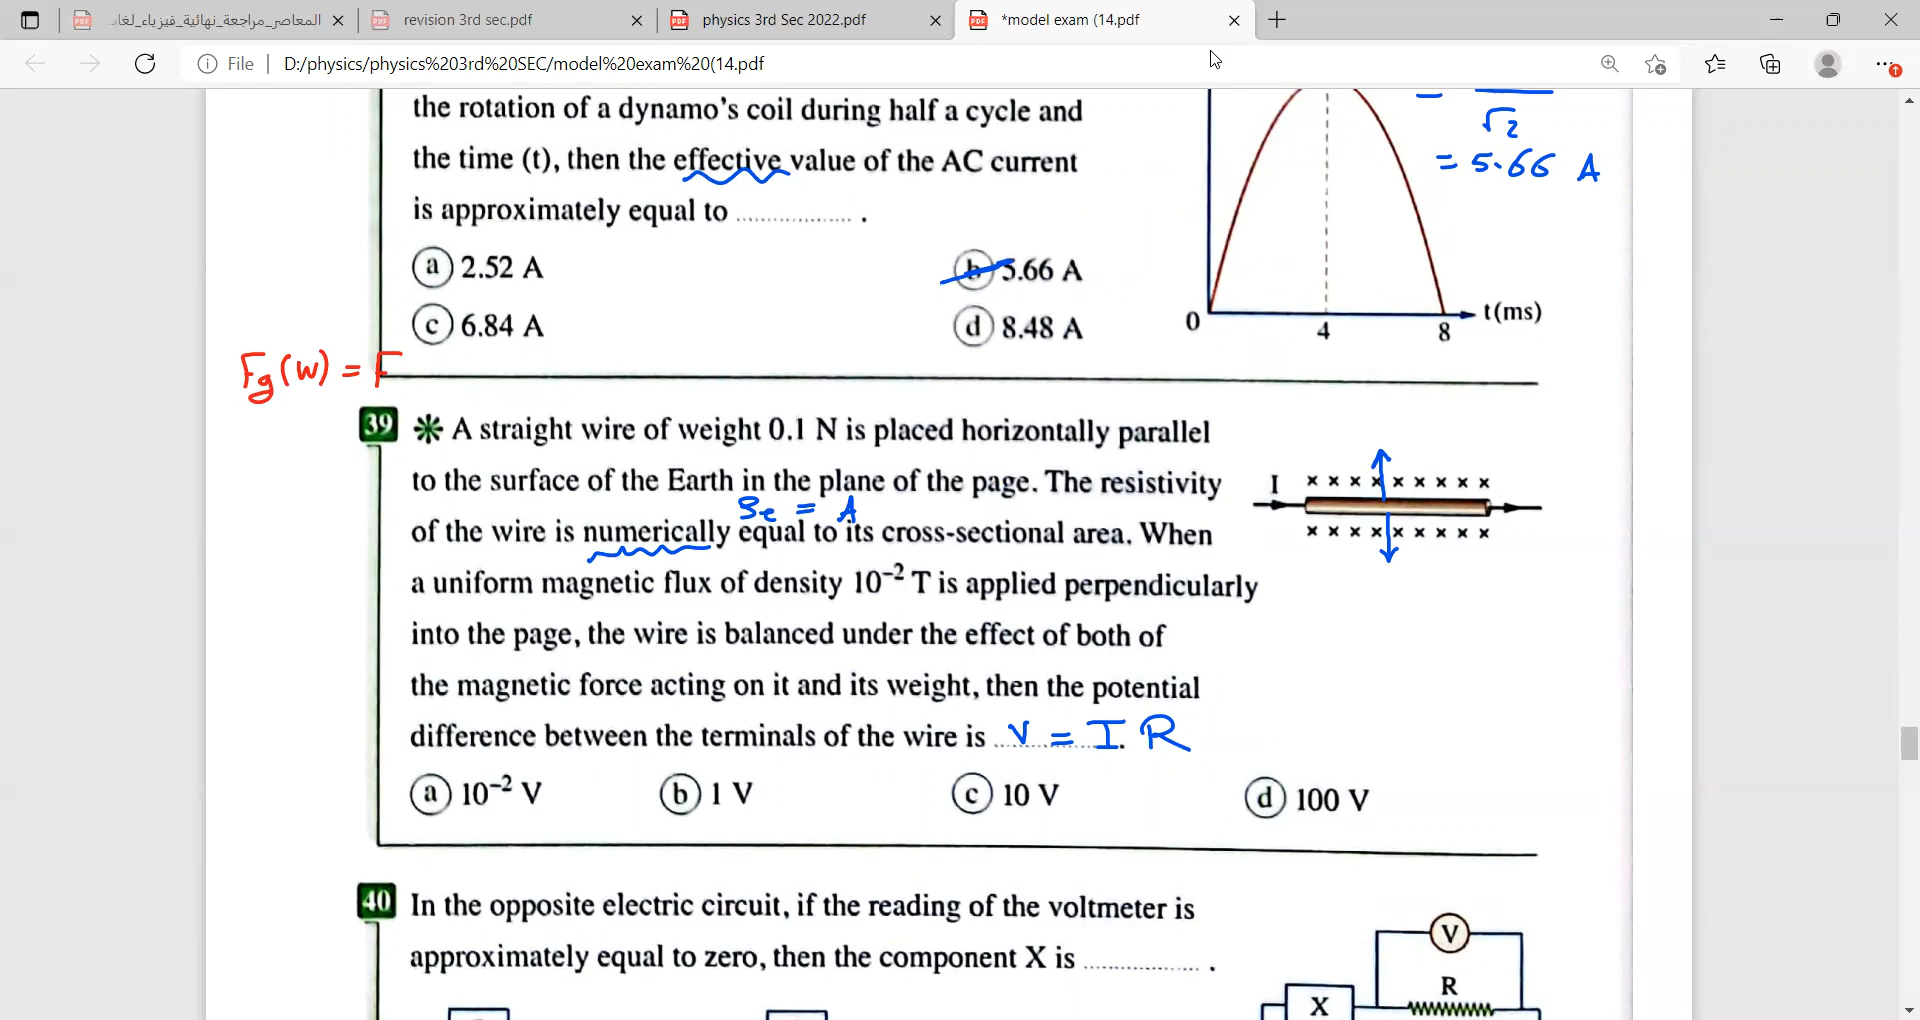 المعاصر_مراجعة_نهائية_فيزياء_لغات
revision 3rd sec.pdf
physics 3rd Sec 2022.pdf
*model exam (14.pdf
File
D:/physics/physics%203rd%20SEC/model%20exam%20(14.pdf
the rotation of a dynamo's coil during half a cycle and
the time (t), then the effective value of the AC current
is approximately equal to .................. .
ⓐ 2.52 A
ⓑ 5.66 A
ⓒ 6.84 A
ⓓ 8.48 A
=
√2
= 5.66 A
0
4
8
t(ms)
Fg(W) = F
39 ❋ A straight wire of weight 0.1 N is placed horizontally parallel
to the surface of the Earth in the plane of the page. The resistivity
ρe = A
of the wire is numerically equal to its cross-sectional area. When
a uniform magnetic flux of density 10⁻² T is applied perpendicularly
into the page, the wire is balanced under the effect of both of
the magnetic force acting on it and its weight, then the potential
difference between the terminals of the wire is .................. V = I R
I
× × × × × × × × ×
× × × × × × × × ×
ⓐ 10⁻² V
ⓑ 1 V
ⓒ 10 V
ⓓ 100 V
40 In the opposite electric circuit, if the reading of the voltmeter is
approximately equal to zero, then the component X is .................. .
V
R
X